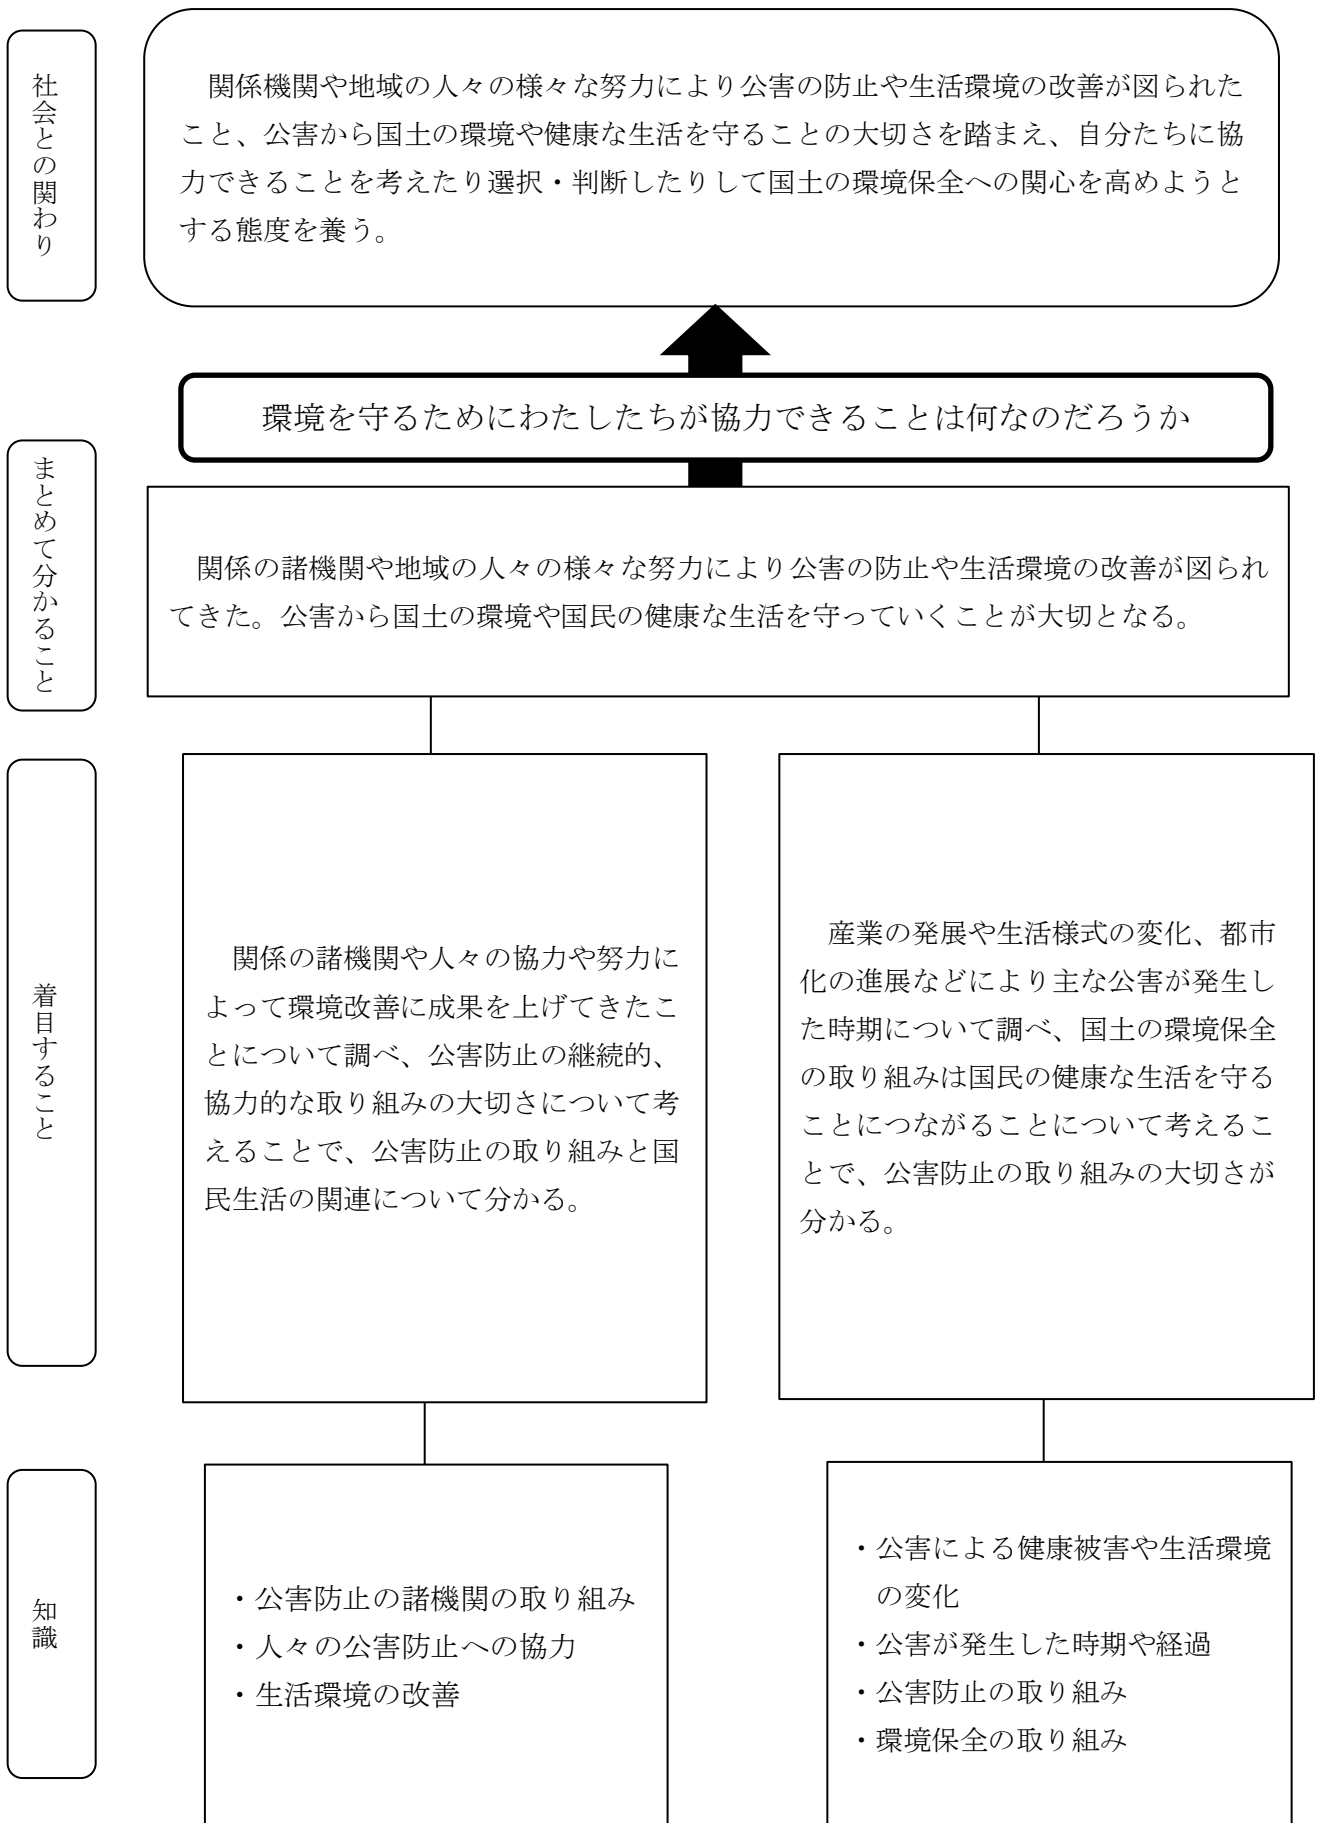 社会との関わり
　関係機関や地域の人々の様々な努力により公害の防止や生活環境の改善が図られた
こと、公害から国土の環境や健康な生活を守ることの大切さを踏まえ、自分たちに協
力できることを考えたり選択・判断したりして国土の環境保全への関心を高めようと
する態度を養う。
環境を守るためにわたしたちが協力できることは何なのだろうか
まとめて分かること
　関係の諸機関や地域の人々の様々な努力により公害の防止や生活環境の改善が図られ
てきた。公害から国土の環境や国民の健康な生活を守っていくことが大切となる。
着目すること
　関係の諸機関や人々の協力や努力に
よって環境改善に成果を上げてきたこ
とについて調べ、公害防止の継続的、
協力的な取り組みの大切さについて考
えることで、公害防止の取り組みと国
民生活の関連について分かる。
　産業の発展や生活様式の変化、都市
化の進展などにより主な公害が発生し
た時期について調べ、国土の環境保全
の取り組みは国民の健康な生活を守る
ことにつながることについて考えるこ
とで、公害防止の取り組みの大切さが
分かる。
知識
・公害防止の諸機関の取り組み
・人々の公害防止への協力
・生活環境の改善
・公害による健康被害や生活環境
の変化
・公害が発生した時期や経過
・公害防止の取り組み
・環境保全の取り組み